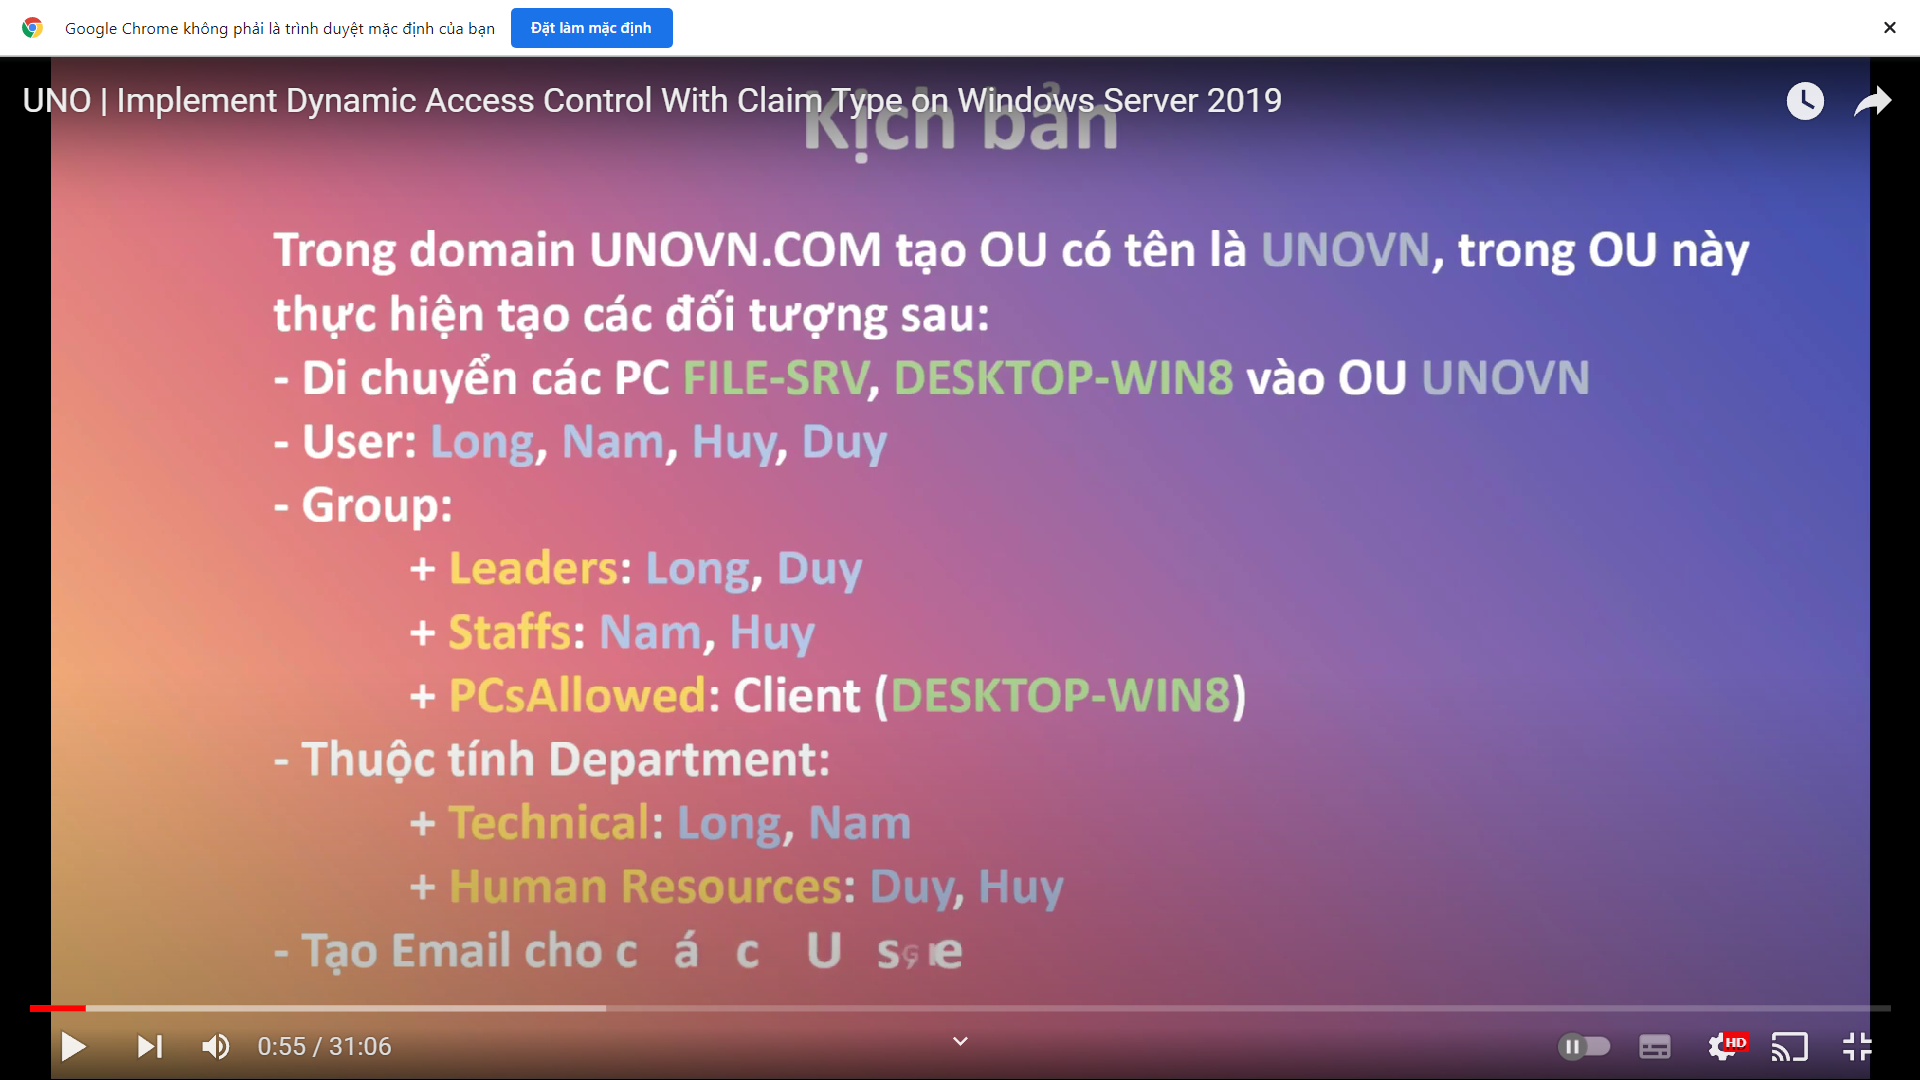 Google Chrome không phải là trình duyệt mặc định của bạn
Đặt làm mặc định
UNO | Implement Dynamic Access Control With Claim Type on Windows Server 2019
Kịch bản
Trong domain UNOVN.COM tạo OU có tên là UNOVN, trong OU này
thực hiện tạo các đối tượng sau:
- Di chuyển các PC FILE-SRV, DESKTOP-WIN8 vào OU UNOVN
- User: Long, Nam, Huy, Duy
- Group:
+ Leaders: Long, Duy
+ Staffs: Nam, Huy
+ PCsAllowed: Client (DESKTOP-WIN8)
- Thuộc tính Department:
+ Technical: Long, Nam
+ Human Resources: Duy, Huy
- Tạo Email cho các Use
0:55 / 31:06
HD